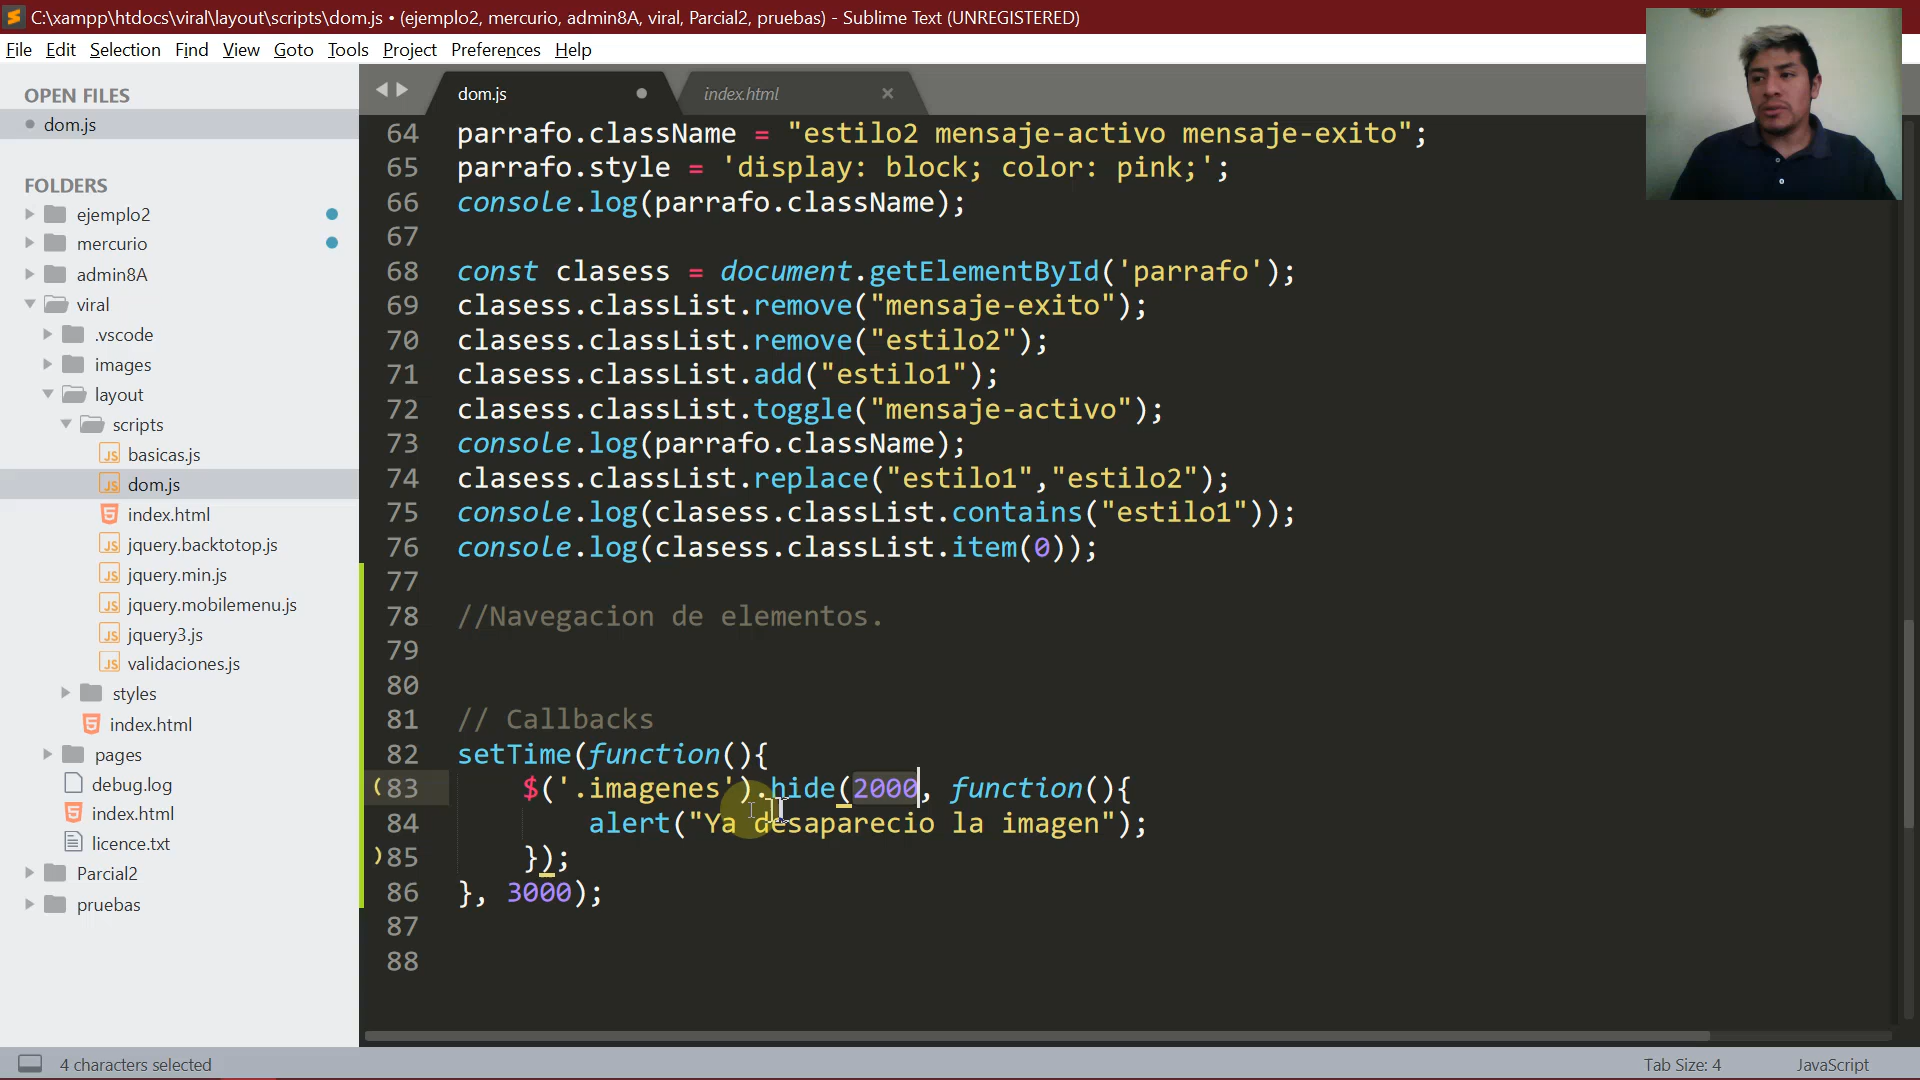 C:\xampp\htdocs\viral\layout\scripts\dom.js • (ejemplo2, mercurio, admin8A, viral, Parcial2, pruebas) - Sublime Text (UNREGISTERED)
File Edit Selection Find View Goto Tools Project Preferences Help
OPEN FILES
dom.js
FOLDERS
ejemplo2
mercurio
admin8A
viral
.vscode
images
layout
scripts
basicas.js
dom.js
index.html
jquery.backtotop.js
jquery.min.js
jquery.mobilemenu.js
jquery3.js
validaciones.js
styles
index.html
pages
debug.log
index.html
licence.txt
Parcial2
pruebas
dom.js index.html
64 parrafo.className = "estilo2 mensaje-activo mensaje-exito";
65 parrafo.style = 'display: block; color: pink;';
66 console.log(parrafo.className);
67
68 const clasess = document.getElementById('parrafo');
69 clasess.classList.remove("mensaje-exito");
70 clasess.classList.remove("estilo2");
71 clasess.classList.add("estilo1");
72 clasess.classList.toggle("mensaje-activo");
73 console.log(parrafo.className);
74 clasess.classList.replace("estilo1","estilo2");
75 console.log(clasess.classList.contains("estilo1"));
76 console.log(clasess.classList.item(0));
77
78 //Navegacion de elementos.
79
80
81 // Callbacks
82 setTime(function(){
83 $('.imagenes').hide(2000, function(){
84 alert("Ya desaparecio la imagen");
85 });
86 }, 3000);
87
88
4 characters selected
Tab Size: 4
JavaScript